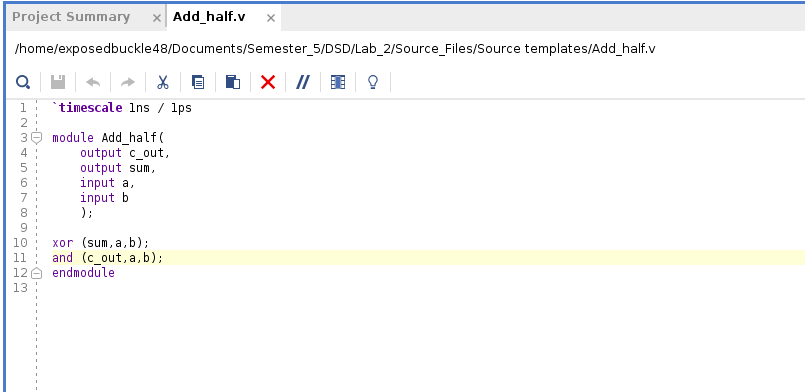 Project Summary × Add_half.v ×
/home/exposedbuckle48/Documents/Semester_5/DSD/Lab_2/Source_Files/Source templates/Add_half.v
1 `timescale 1ns / 1ps
2
3 module Add_half(
4     output c_out,
5     output sum,
6     input a,
7     input b
8     );
9
10 xor (sum,a,b);
11 and (c_out,a,b);
12 endmodule
13